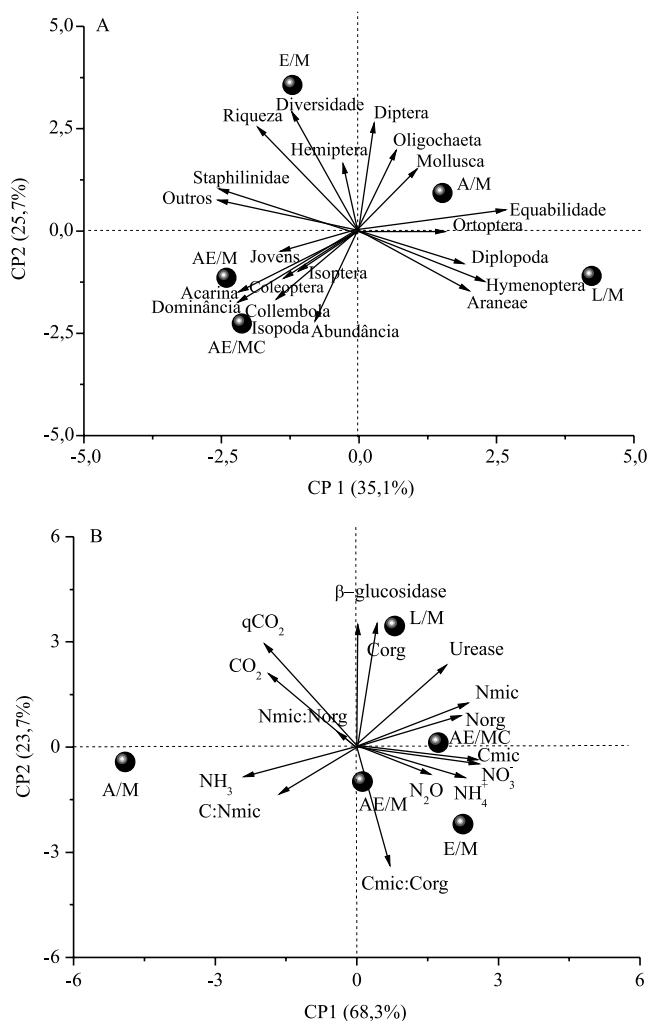 A
5,0
E/M
Diversidade
Riqueza
Diptera
2,5
Oligochaeta
Hemiptera
Mollusca
Staphilinidae
A/M
Outros
Equabilidade
CP2 (25,7%)
0,0
Ortoptera
AE/M
Jovens
Diplopoda
Isoptera
Coleoptera
Hymenoptera
Acarina
L/M
Dominância
Collembola
Araneae
Isopoda
Abundância
-2,5
AE/MC
-5,0
-5,0
-2,5
0,0
2,5
5,0
CP 1 (35,1%)
B
6
β–glucosidase
qCO2
L/M
3
Corg
Urease
CO2
Nmic
Nmic:Norg
Norg
AE/MC
CP2 (23,7%)
0
Cmic
A/M
NH3
NO3-
N2O
NH4+
AE/M
C:Nmic
-3
E/M
Cmic:Corg
-6
-6
-3
0
3
6
CP1 (68,3%)